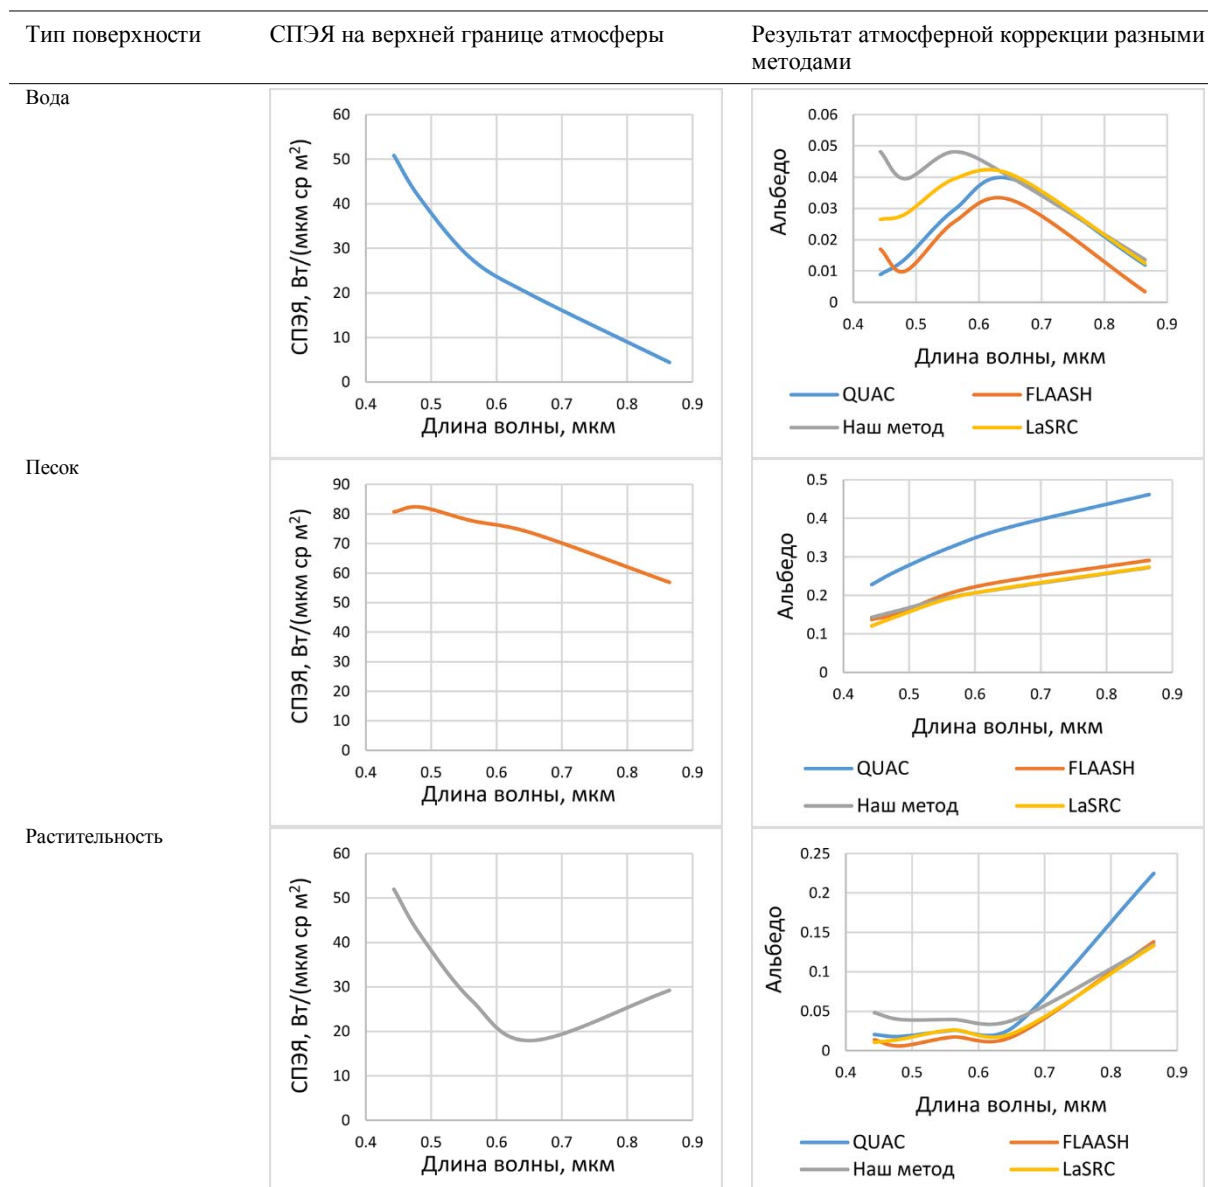 Тип поверхности
СПЭЯ на верхней границе атмосферы
Результат атмосферной коррекции разными
методами
Вода
60
50
40
30
20
10
0
0.4 0.5 0.6 0.7 0.8 0.9
СПЭЯ, Вт/(мкм ср м²)
Длина волны, мкм
0.06
0.05
0.04
0.03
0.02
0.01
0
0.4 0.5 0.6 0.7 0.8 0.9
Альбедо
Длина волны, мкм
QUAC FLAASH
Наш метод LaSRC
Песок
90
80
70
60
50
40
30
20
10
0
0.4 0.5 0.6 0.7 0.8 0.9
СПЭЯ, Вт/(мкм ср м²)
Длина волны, мкм
0.5
0.4
0.3
0.2
0.1
0
0.4 0.5 0.6 0.7 0.8 0.9
Альбедо
Длина волны, мкм
QUAC FLAASH
Наш метод LaSRC
Растительность
60
50
40
30
20
10
0
0.4 0.5 0.6 0.7 0.8 0.9
СПЭЯ, Вт/(мкм ср м²)
Длина волны, мкм
0.25
0.2
0.15
0.1
0.05
0
0.4 0.5 0.6 0.7 0.8 0.9
Альбедо
Длина волны, мкм
QUAC FLAASH
Наш метод LaSRC